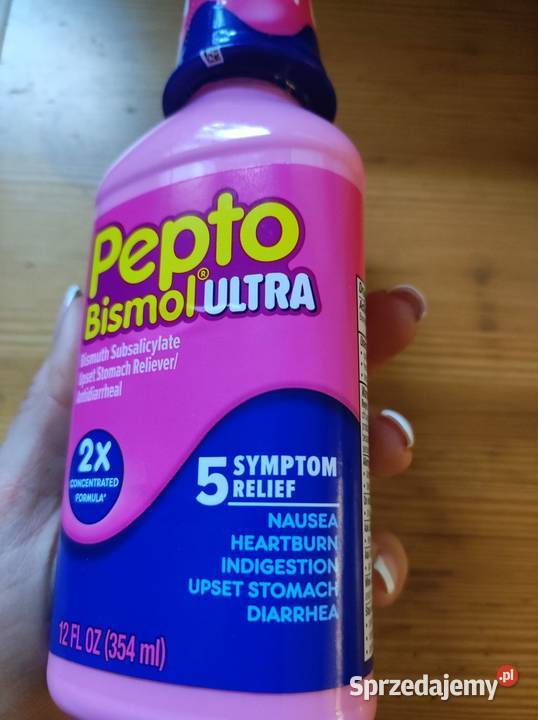 Pepto
Bismol® ULTRA
Bismuth Subsalicylate
Upset Stomach Reliever/
Antidiarrheal
2X
CONCENTRATED
FORMULA^
5 SYMPTOM
RELIEF
NAUSEA
HEARTBURN
INDIGESTION
UPSET STOMACH
DIARRHEA
12 FL OZ (354 ml)
Sprzedajemy.pl